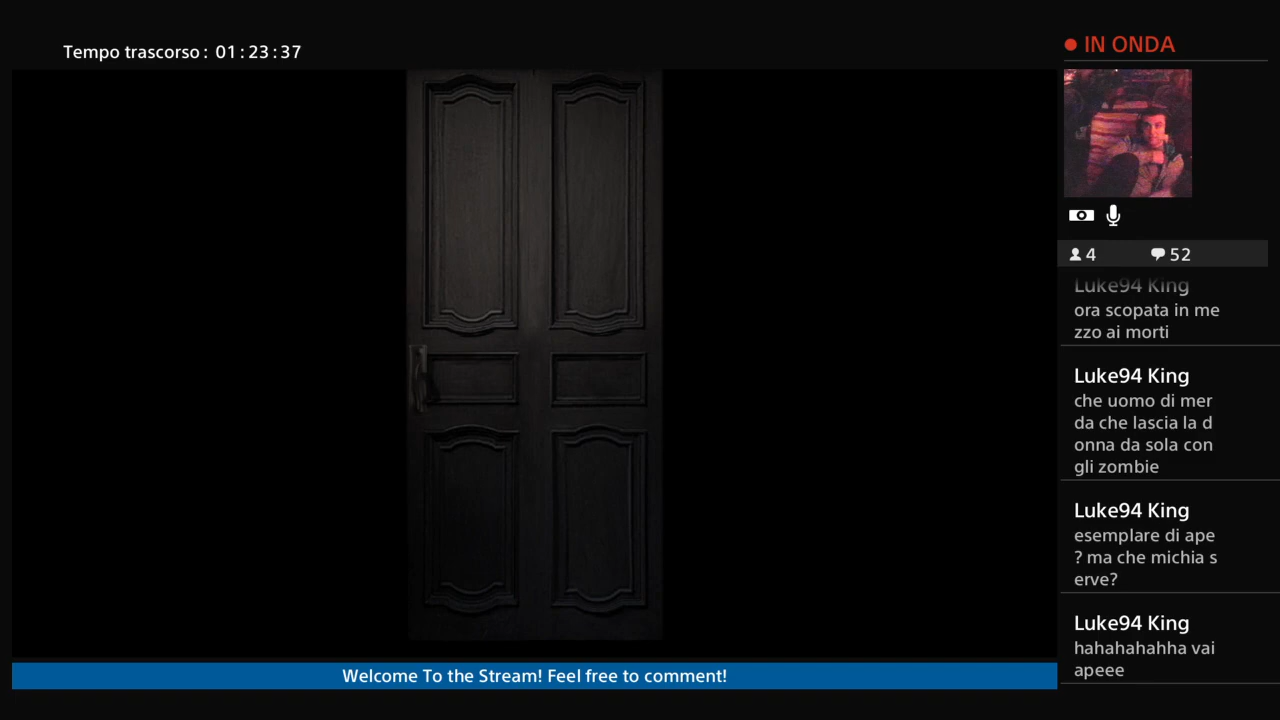 Tempo trascorso : 01 : 23 : 37
IN ONDA
4
52
Luke94 King
ora scopata in me
zzo ai morti
Luke94 King
che uomo di mer
da che lascia la d
onna da sola con
gli zombie
Luke94 King
esemplare di ape
? ma che michia s
erve?
Luke94 King
hahahahahha vai
apeee
Welcome To the Stream! Feel free to comment!